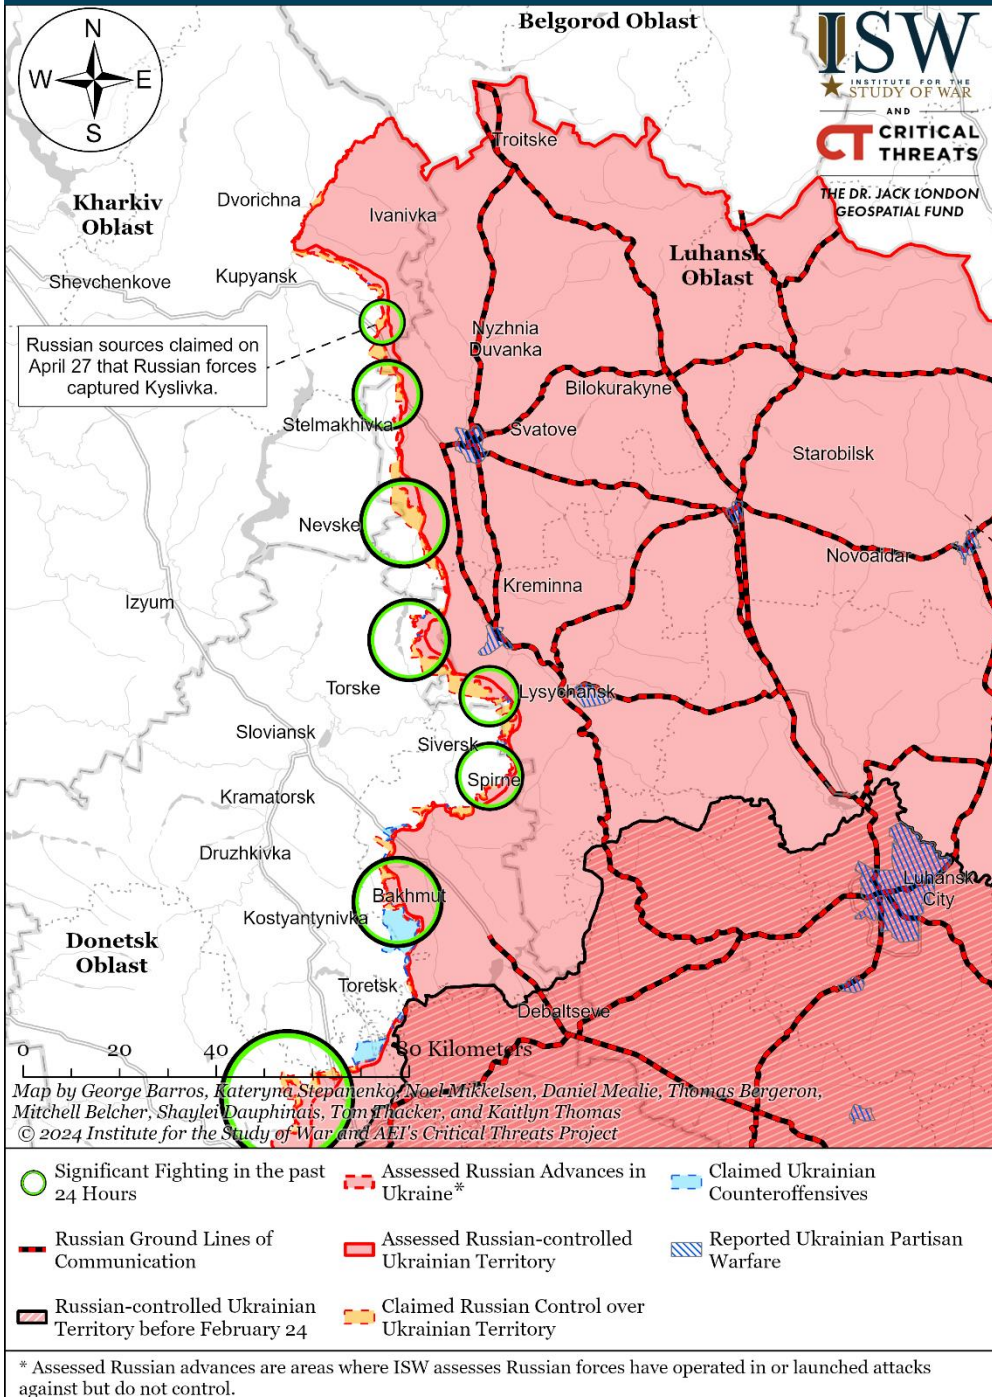 Belgorod Oblast
N
W
E
S
ISW
INSTITUTE FOR THE
STUDY OF WAR
AND
CT CRITICAL
THREATS
THE DR. JACK LONDON
GEOSPATIAL FUND
Troitske
Kharkiv
Oblast
Dvorichna
Ivanivka
Luhansk
Oblast
Shevchenkove
Kupyansk
Russian sources claimed on
April 27 that Russian forces
captured Kyslivka.
Nyzhnia
Duvanka
Bilokurakyne
Stelmakhivka
Svatove
Starobilsk
Nevske
Novoaidar
Kreminna
Izyum
Torske
Lysychansk
Sloviansk
Siversk
Spirne
Kramatorsk
Druzhkivka
Bakhmut
Luhansk
City
Kostyantynivka
Donetsk
Oblast
Toretsk
Debaltseve
0 20 40 80 Kilometers
Map by George Barros, Kateryna Stepanenko, Noel Mikkelsen, Daniel Mealie, Thomas Bergeron,
Mitchell Belcher, Shaylei Dauphinais, Tom Thacker, and Kaitlyn Thomas
© 2024 Institute for the Study of War and AEI's Critical Threats Project
Significant Fighting in the past
24 Hours
Assessed Russian Advances in
Ukraine*
Claimed Ukrainian
Counteroffensives
Russian Ground Lines of
Communication
Assessed Russian-controlled
Ukrainian Territory
Reported Ukrainian Partisan
Warfare
Russian-controlled Ukrainian
Territory before February 24
Claimed Russian Control over
Ukrainian Territory
* Assessed Russian advances are areas where ISW assesses Russian forces have operated in or launched attacks
against but do not control.